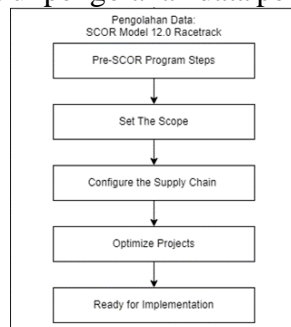 Pengolahan Data:
SCOR Model 12.0 Racetrack
Pre-SCOR Program Steps
Set The Scope
Configure the Supply Chain
Optimize Projects
Ready for Implementation